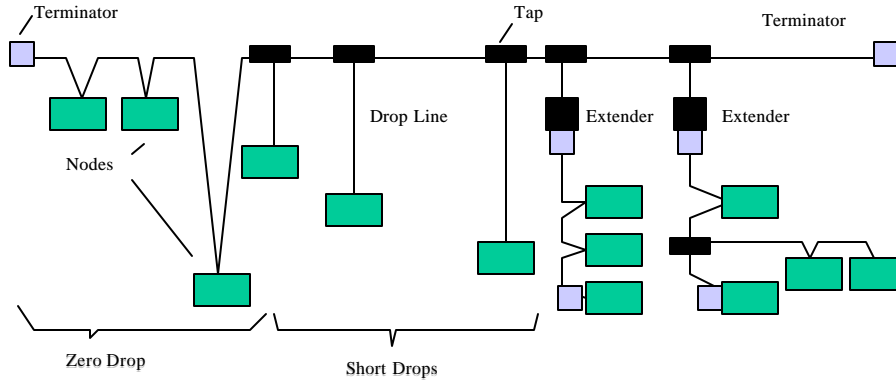 Terminator
Tap
Terminator
Drop Line
Extender
Extender
Nodes
Zero Drop
Short Drops